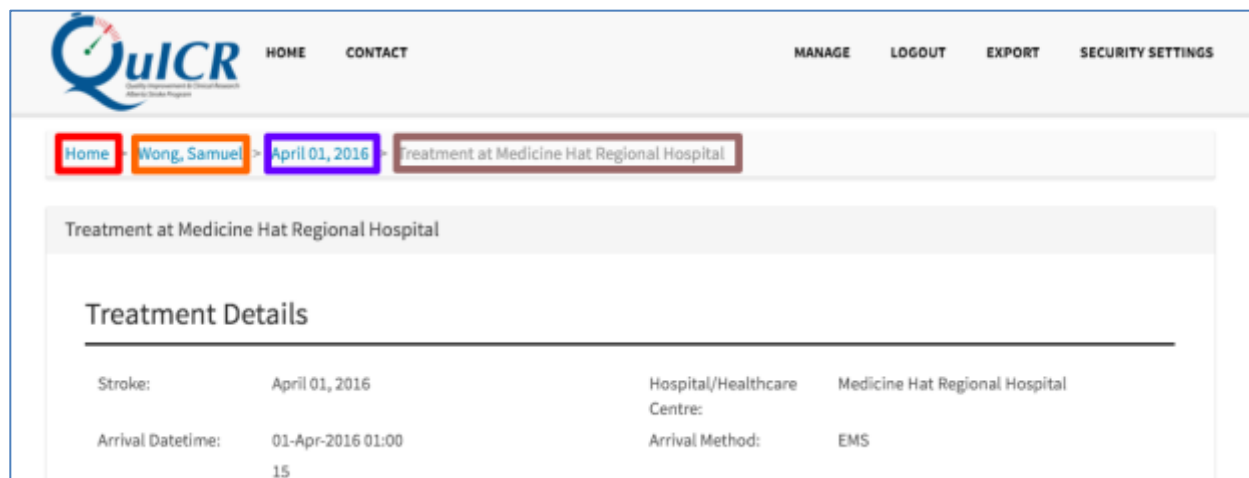 QuICR
Quality Improvement & Clinical Research
Alberta Stroke Program
HOME CONTACT MANAGE LOGOUT EXPORT SECURITY SETTINGS
Home > Wong, Samuel > April 01, 2016 > Treatment at Medicine Hat Regional Hospital
Treatment at Medicine Hat Regional Hospital
Treatment Details
Stroke: April 01, 2016 Hospital/Healthcare Medicine Hat Regional Hospital
Centre:
Arrival Datetime: 01-Apr-2016 01:00 Arrival Method: EMS
15